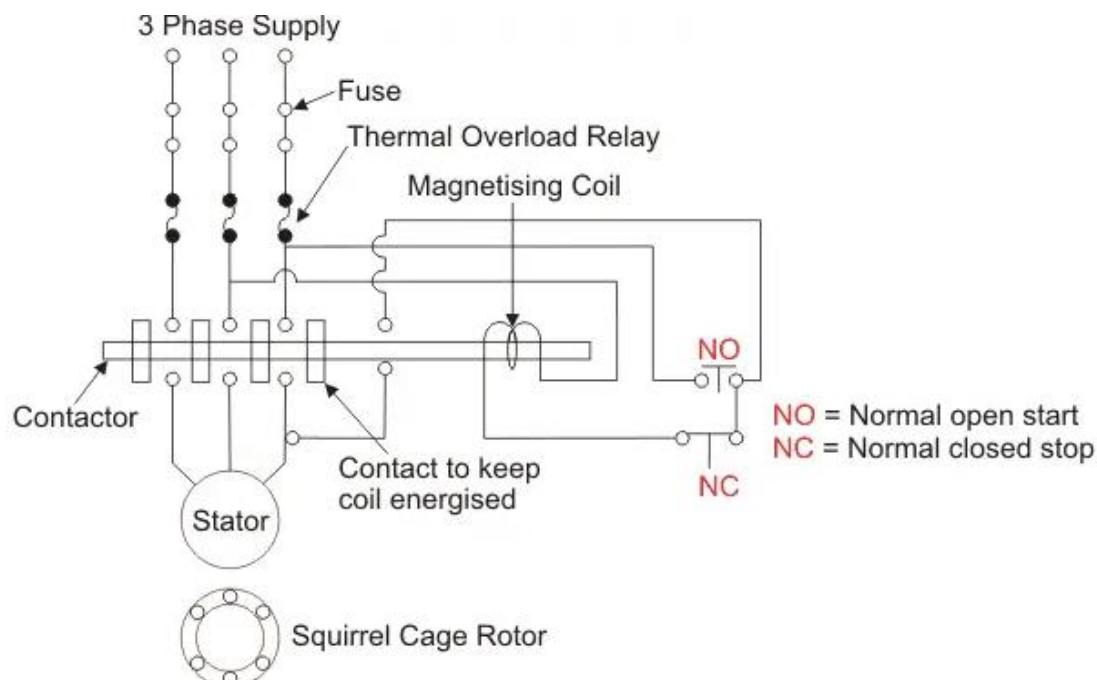 3 Phase Supply
Fuse
Thermal Overload Relay
Magnetising Coil
NO
Contactor
NO = Normal open start
NC = Normal closed stop
Contact to keep
coil energised
NC
Stator
Squirrel Cage Rotor